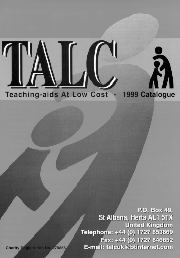 TALC
Teaching-aids At Low Cost - 1999 Catalogue
P.O. Box 49,
St Albans, Herts AL1 5TX
United Kingdom
Telephone: +44 (0) 1727 853869
Fax: +44 (0) 1727 846852
E-mail: talcuk@btinternet.com